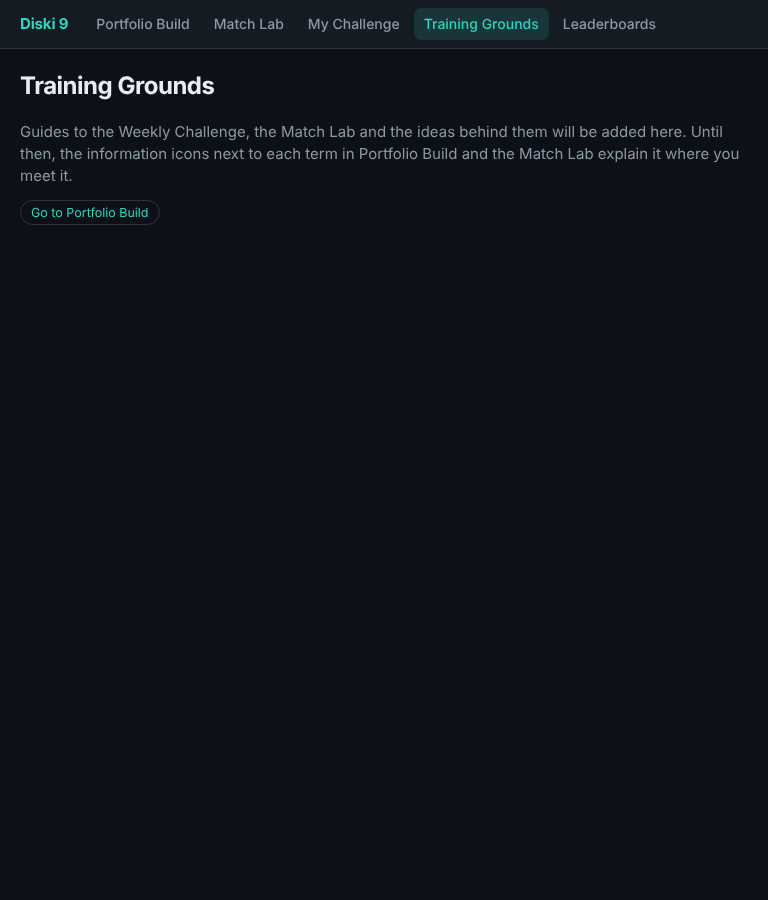 Diski 9 Portfolio Build Match Lab My Challenge Training Grounds Leaderboards
Training Grounds
Guides to the Weekly Challenge, the Match Lab and the ideas behind them will be added here. Until
then, the information icons next to each term in Portfolio Build and the Match Lab explain it where you
meet it.
Go to Portfolio Build